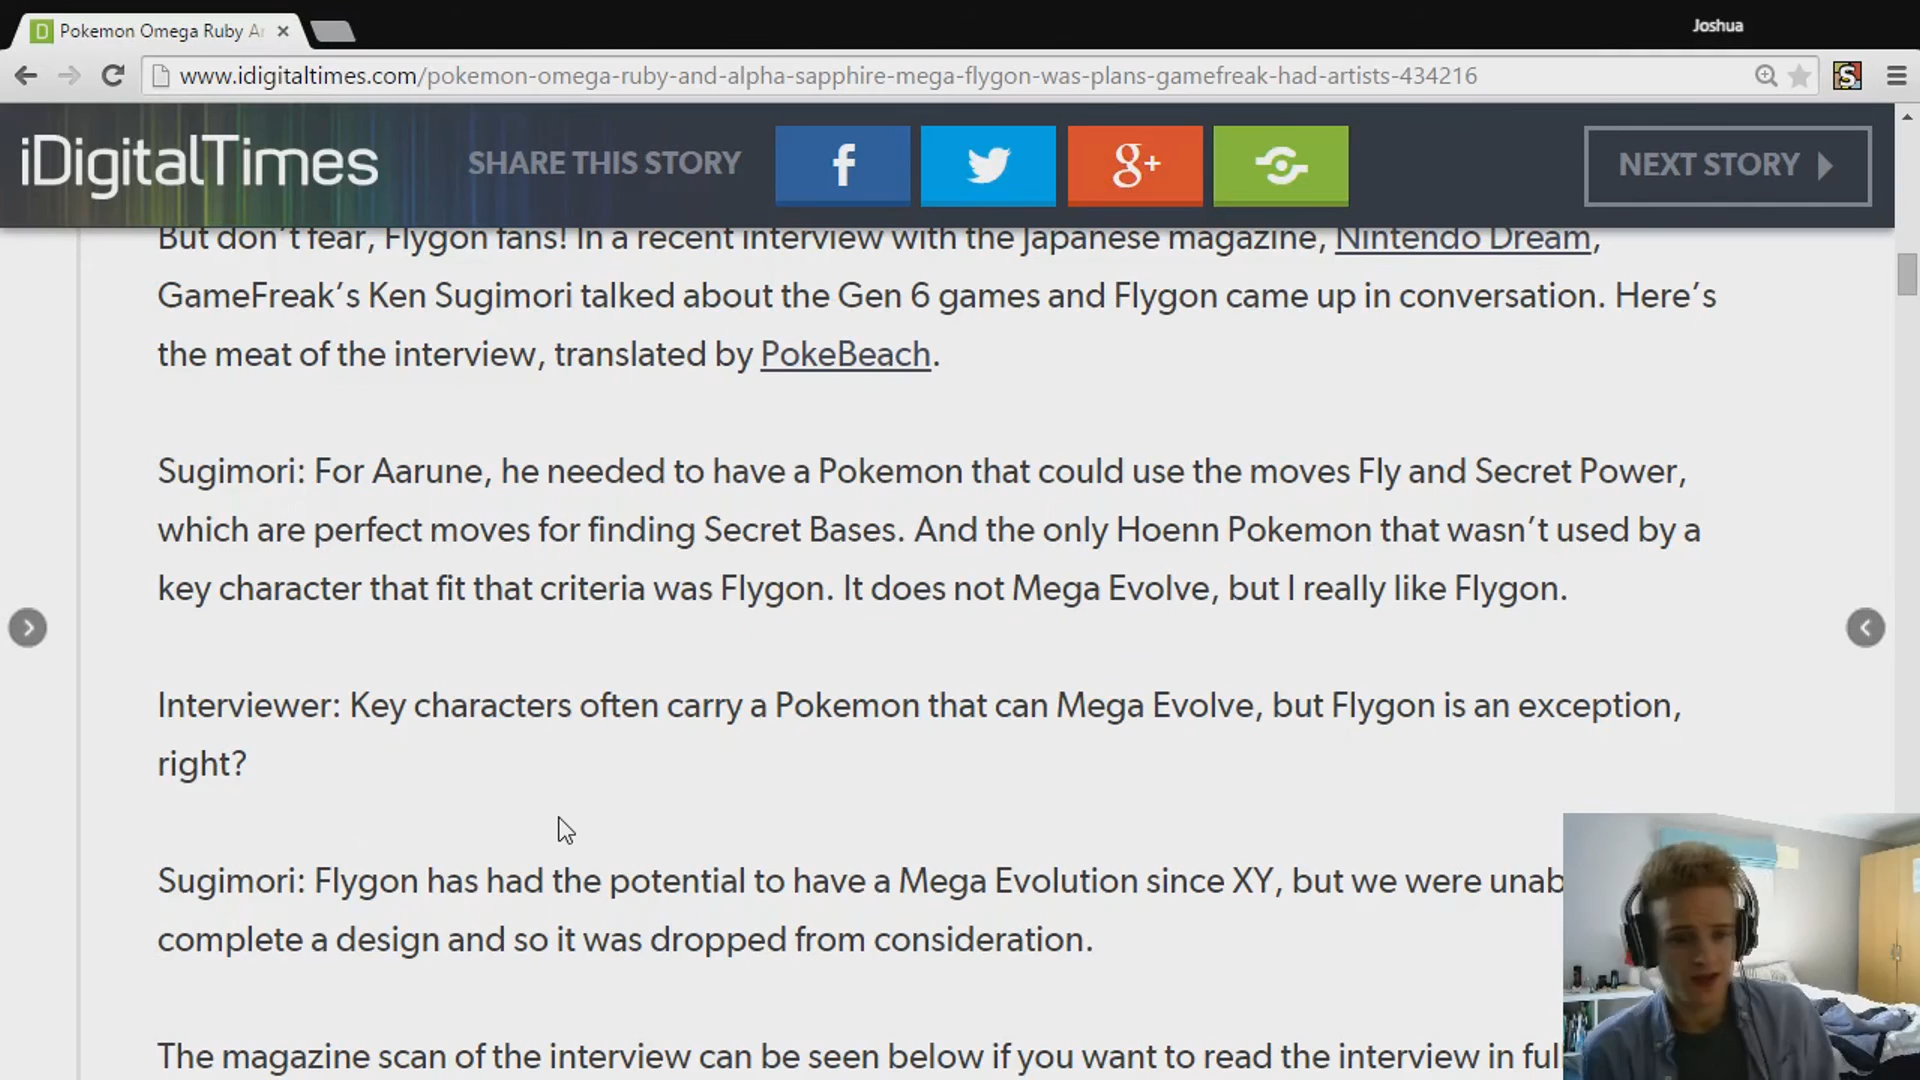 Pokemon Omega Ruby Ar
Joshua
www.idigitaltimes.com/pokemon-omega-ruby-and-alpha-sapphire-mega-flygon-was-plans-gamefreak-had-artists-434216
iDigitalTimes
SHARE THIS STORY
f
g+
NEXT STORY
But don't fear, Flygon fans! In a recent interview with the Japanese magazine, Nintendo Dream,
GameFreak's Ken Sugimori talked about the Gen 6 games and Flygon came up in conversation. Here's
the meat of the interview, translated by PokeBeach.
Sugimori: For Aarune, he needed to have a Pokemon that could use the moves Fly and Secret Power,
which are perfect moves for finding Secret Bases. And the only Hoenn Pokemon that wasn't used by a
key character that fit that criteria was Flygon. It does not Mega Evolve, but I really like Flygon.
Interviewer: Key characters often carry a Pokemon that can Mega Evolve, but Flygon is an exception,
right?
Sugimori: Flygon has had the potential to have a Mega Evolution since XY, but we were unab
complete a design and so it was dropped from consideration.
The magazine scan of the interview can be seen below if you want to read the interview in ful